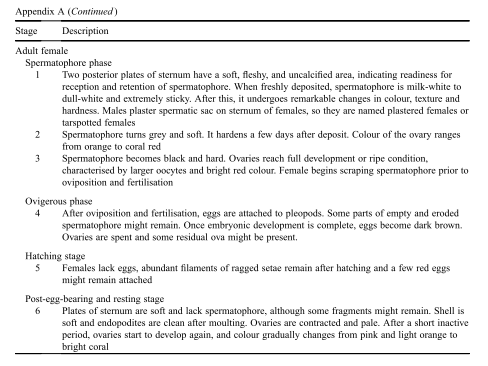 Appendix A (Continued)
Stage Description
Adult female
Spermatophore phase
1 Two posterior plates of sternum have a soft, fleshy, and uncalcified area, indicating readiness for
reception and retention of spermatophore. When freshly deposited, spermatophore is milk-white to
dull-white and extremely sticky. After this, it undergoes remarkable changes in colour, texture and
hardness. Males plaster spermatic sac on sternum of females, so they are named plastered females or
tarspotted females
2 Spermatophore turns grey and soft. It hardens a few days after deposit. Colour of the ovary ranges
from orange to coral red
3 Spermatophore becomes black and hard. Ovaries reach full development or ripe condition,
characterised by larger oocytes and bright red colour. Female begins scraping spermatophore prior to
oviposition and fertilisation
Ovigerous phase
4 After oviposition and fertilisation, eggs are attached to pleopods. Some parts of empty and eroded
spermatophore might remain. Once embryonic development is complete, eggs become dark brown.
Ovaries are spent and some residual ova might be present.
Hatching stage
5 Females lack eggs, abundant filaments of ragged setae remain after hatching and a few red eggs
might remain attached
Post-egg-bearing and resting stage
6 Plates of sternum are soft and lack spermatophore, although some fragments might remain. Shell is
soft and endopodites are clean after moulting. Ovaries are contracted and pale. After a short inactive
period, ovaries start to develop again, and colour gradually changes from pink and light orange to
bright coral